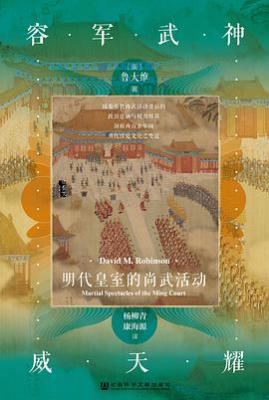 神·武·军·容
[美]
鲁大维
著
David M. Robinson
明代皇室的尚武活动
Martial Spectacles of the Ming Court
杨柳青
康海源
译
耀·天·威
社会科学文献出版社